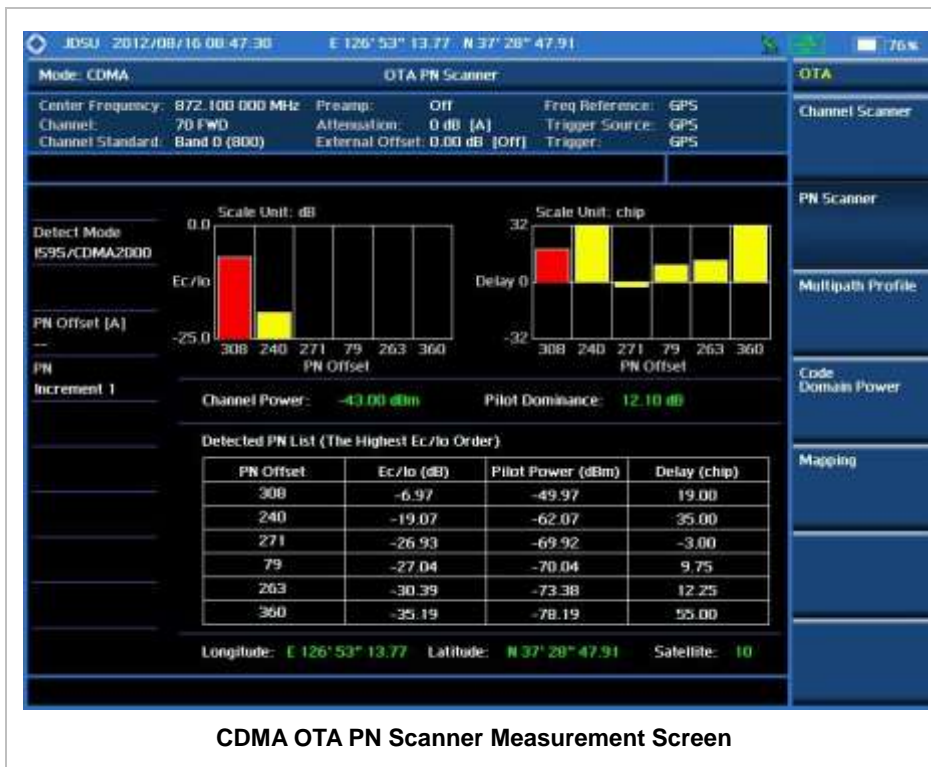 JDSU 2012/08/16 08:47:30 E 126° 53" 13.77 N 37° 28" 47.91 76%
Mode: CDMA OTA PN Scanner OTA
Center Frequency: 872.100 000 MHz Preamp: Off Freq Reference: GPS
Channel: 70 FWD Attenuation: 0 dB [A] Trigger Source: GPS
Channel Standard: Band 0 (800) External Offset: 0.00 dB [Off] Trigger: GPS
Channel Scanner
PN Scanner
Multipath Profile
Code
Domain Power
Mapping
Detect Mode
IS95/CDMA2000
PN Offset [A]
--
PN
Increment 1
Scale Unit: dB
0.0
Ec/Io
-25.0
308 240 271 79 263 360
PN Offset
Scale Unit: chip
32
Delay 0
-32
308 240 271 79 263 360
PN Offset
Channel Power: -43.00 dBm Pilot Dominance: 12.10 dB
Detected PN List (The Highest Ec/Io Order)
PN Offset Ec/Io (dB) Pilot Power (dBm) Delay (chip)
308 -6.97 -49.97 19.00
240 -19.07 -62.07 35.00
271 -26.93 -69.92 -3.00
79 -27.04 -70.04 9.75
263 -30.39 -73.38 12.25
360 -35.19 -78.19 55.00
Longitude: E 126° 53" 13.77 Latitude: N 37° 28" 47.91 Satellite: 10
CDMA OTA PN Scanner Measurement Screen